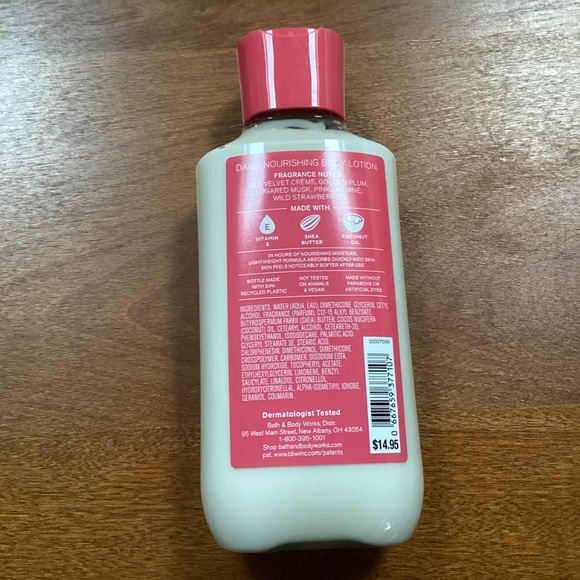 DAILY NOURISHING BODY LOTION
FRAGRANCE NOTES:
VELVET CRÈME, GOLDEN PLUM,
SUGARED MUSK, PINK
WILD STRAWBERRIES
MADE WITH
E
VITAMIN
E
SHEA
BUTTER
COCONUT
OIL
24 HOURS OF NOURISHING MOISTURE.
LIGHTWEIGHT FORMULA ABSORBS QUICKLY INTO SKIN
SKIN FEELS NOTICEABLY SOFTER AFTER USE
BOTTLE MADE
WITH 50%
RECYCLED PLASTIC
NOT TESTED
ON ANIMALS
& VEGAN
MADE WITHOUT
PARABENS OR
ARTIFICIAL DYES
INGREDIENTS: WATER (AQUA, EAU), DIMETHICONE, GLYCERIN, CETYL
ALCOHOL, FRAGRANCE (PARFUM), C12-15 ALKYL BENZOATE,
BUTYROSPERMUM PARKII (SHEA) BUTTER, COCOS NUCIFERA
(COCONUT) OIL, CETEARYL ALCOHOL, CETEARETH-20,
PHENOXYETHANOL, ISODODECANE, PALMITIC ACID,
GLYCERYL STEARATE SE, STEARIC ACID,
CHLORPHENESIN, DIMETHICONOL, DIMETHICONE
CROSSPOLYMER, CARBOMER, DISODIUM EDTA,
SODIUM HYDROXIDE, TOCOPHERYL ACETATE,
ETHYLHEXYLGLYCERIN, LIMONENE, BENZYL
SALICYLATE, LINALOOL, CITRONELLOL,
HYDROXYCITRONELLAL, ALPHA-ISOMETHYL IONONE,
GERANIOL, COUMARIN.
Dermatologist Tested
Bath & Body Works, Distr.
95 West Main Street, New Albany, OH 43054
1-800-395-1001
Shop bathandbodyworks.com
pat. www.bbwinc.com/patents
0 667659 377107
$14.95